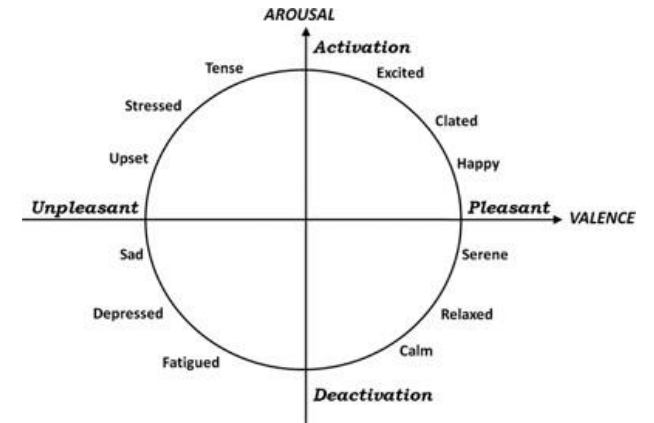 AROUSAL
Activation
Tense
Excited
Stressed
Clated
Upset
Happy
Unpleasant
Pleasant
VALENCE
Sad
Serene
Depressed
Relaxed
Calm
Fatigued
Deactivation